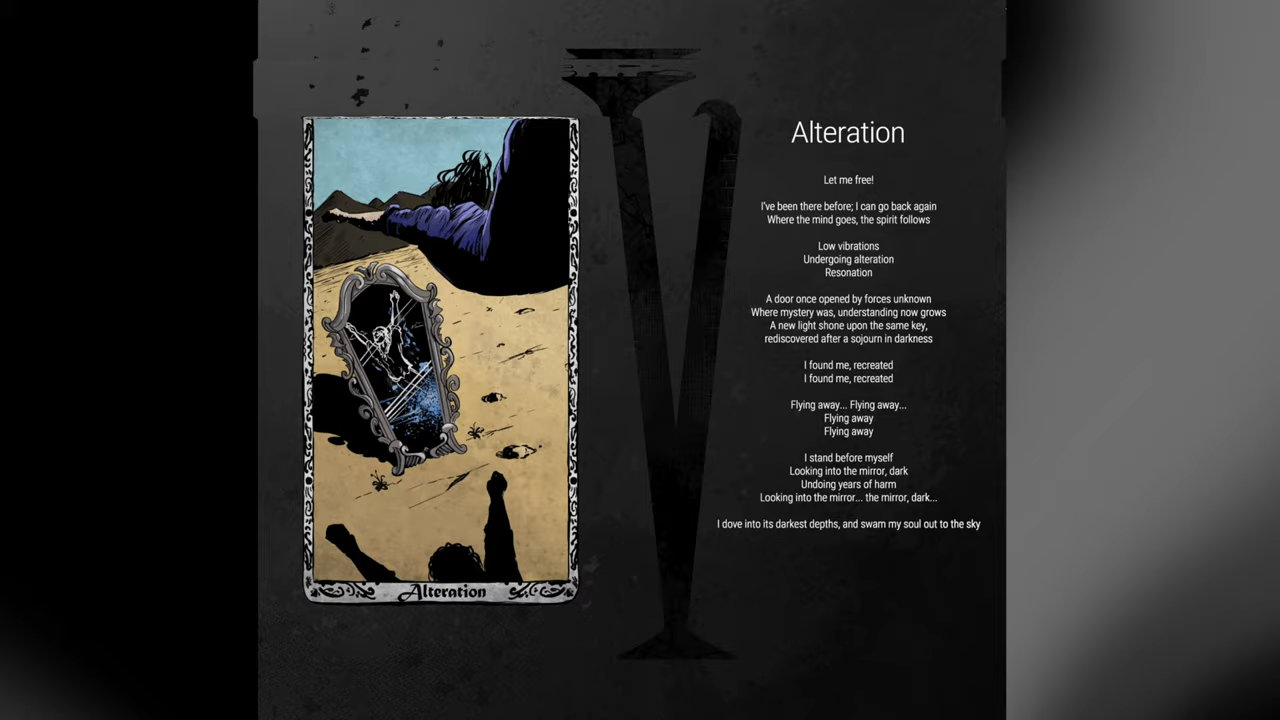 Alteration
Let me free!
I've been there before; I can go back again
Where the mind goes, the spirit follows
Low vibrations
Undergoing alteration
Resonation
A door once opened by forces unknown
Where mystery was, understanding now grows
A new light shone upon the same key,
rediscovered after a sojourn in darkness
I found me, recreated
I found me, recreated
Flying away... Flying away...
Flying away
Flying away
I stand before myself
Looking into the mirror, dark
Undoing years of harm
Looking into the mirror... the mirror, dark...
I dove into its darkest depths, and swam my soul out to the sky
Alteration
V